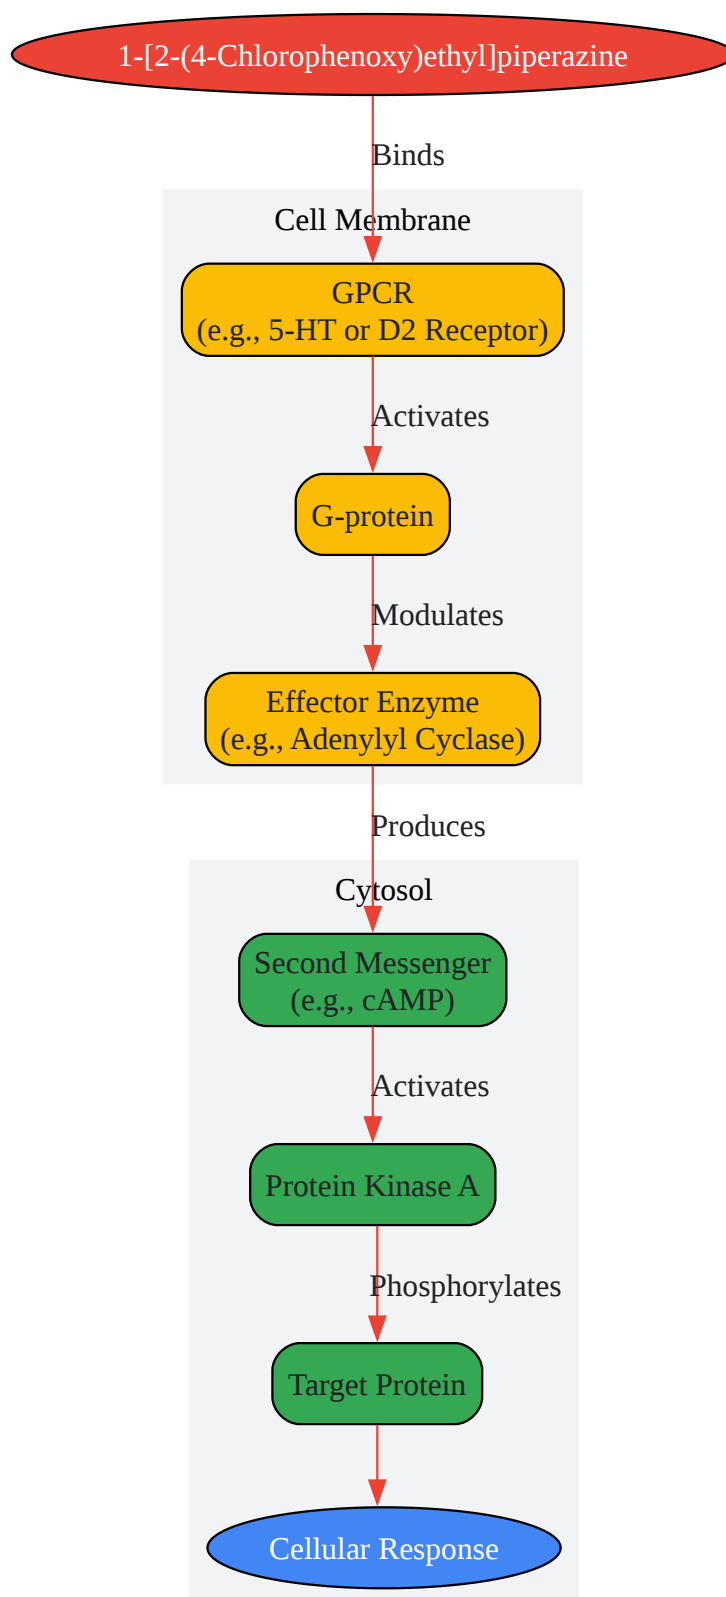 1-[2-(4-Chlorophenoxy)ethyl]piperazine
Binds
Cell Membrane
GPCR
(e.g., 5-HT or D2 Receptor)
Activates
G-protein
Modulates
Effector Enzyme
(e.g., Adenylyl Cyclase)
Produces
Cytosol
Second Messenger
(e.g., cAMP)
Activates
Protein Kinase A
Phosphorylates
Target Protein
Cellular Response